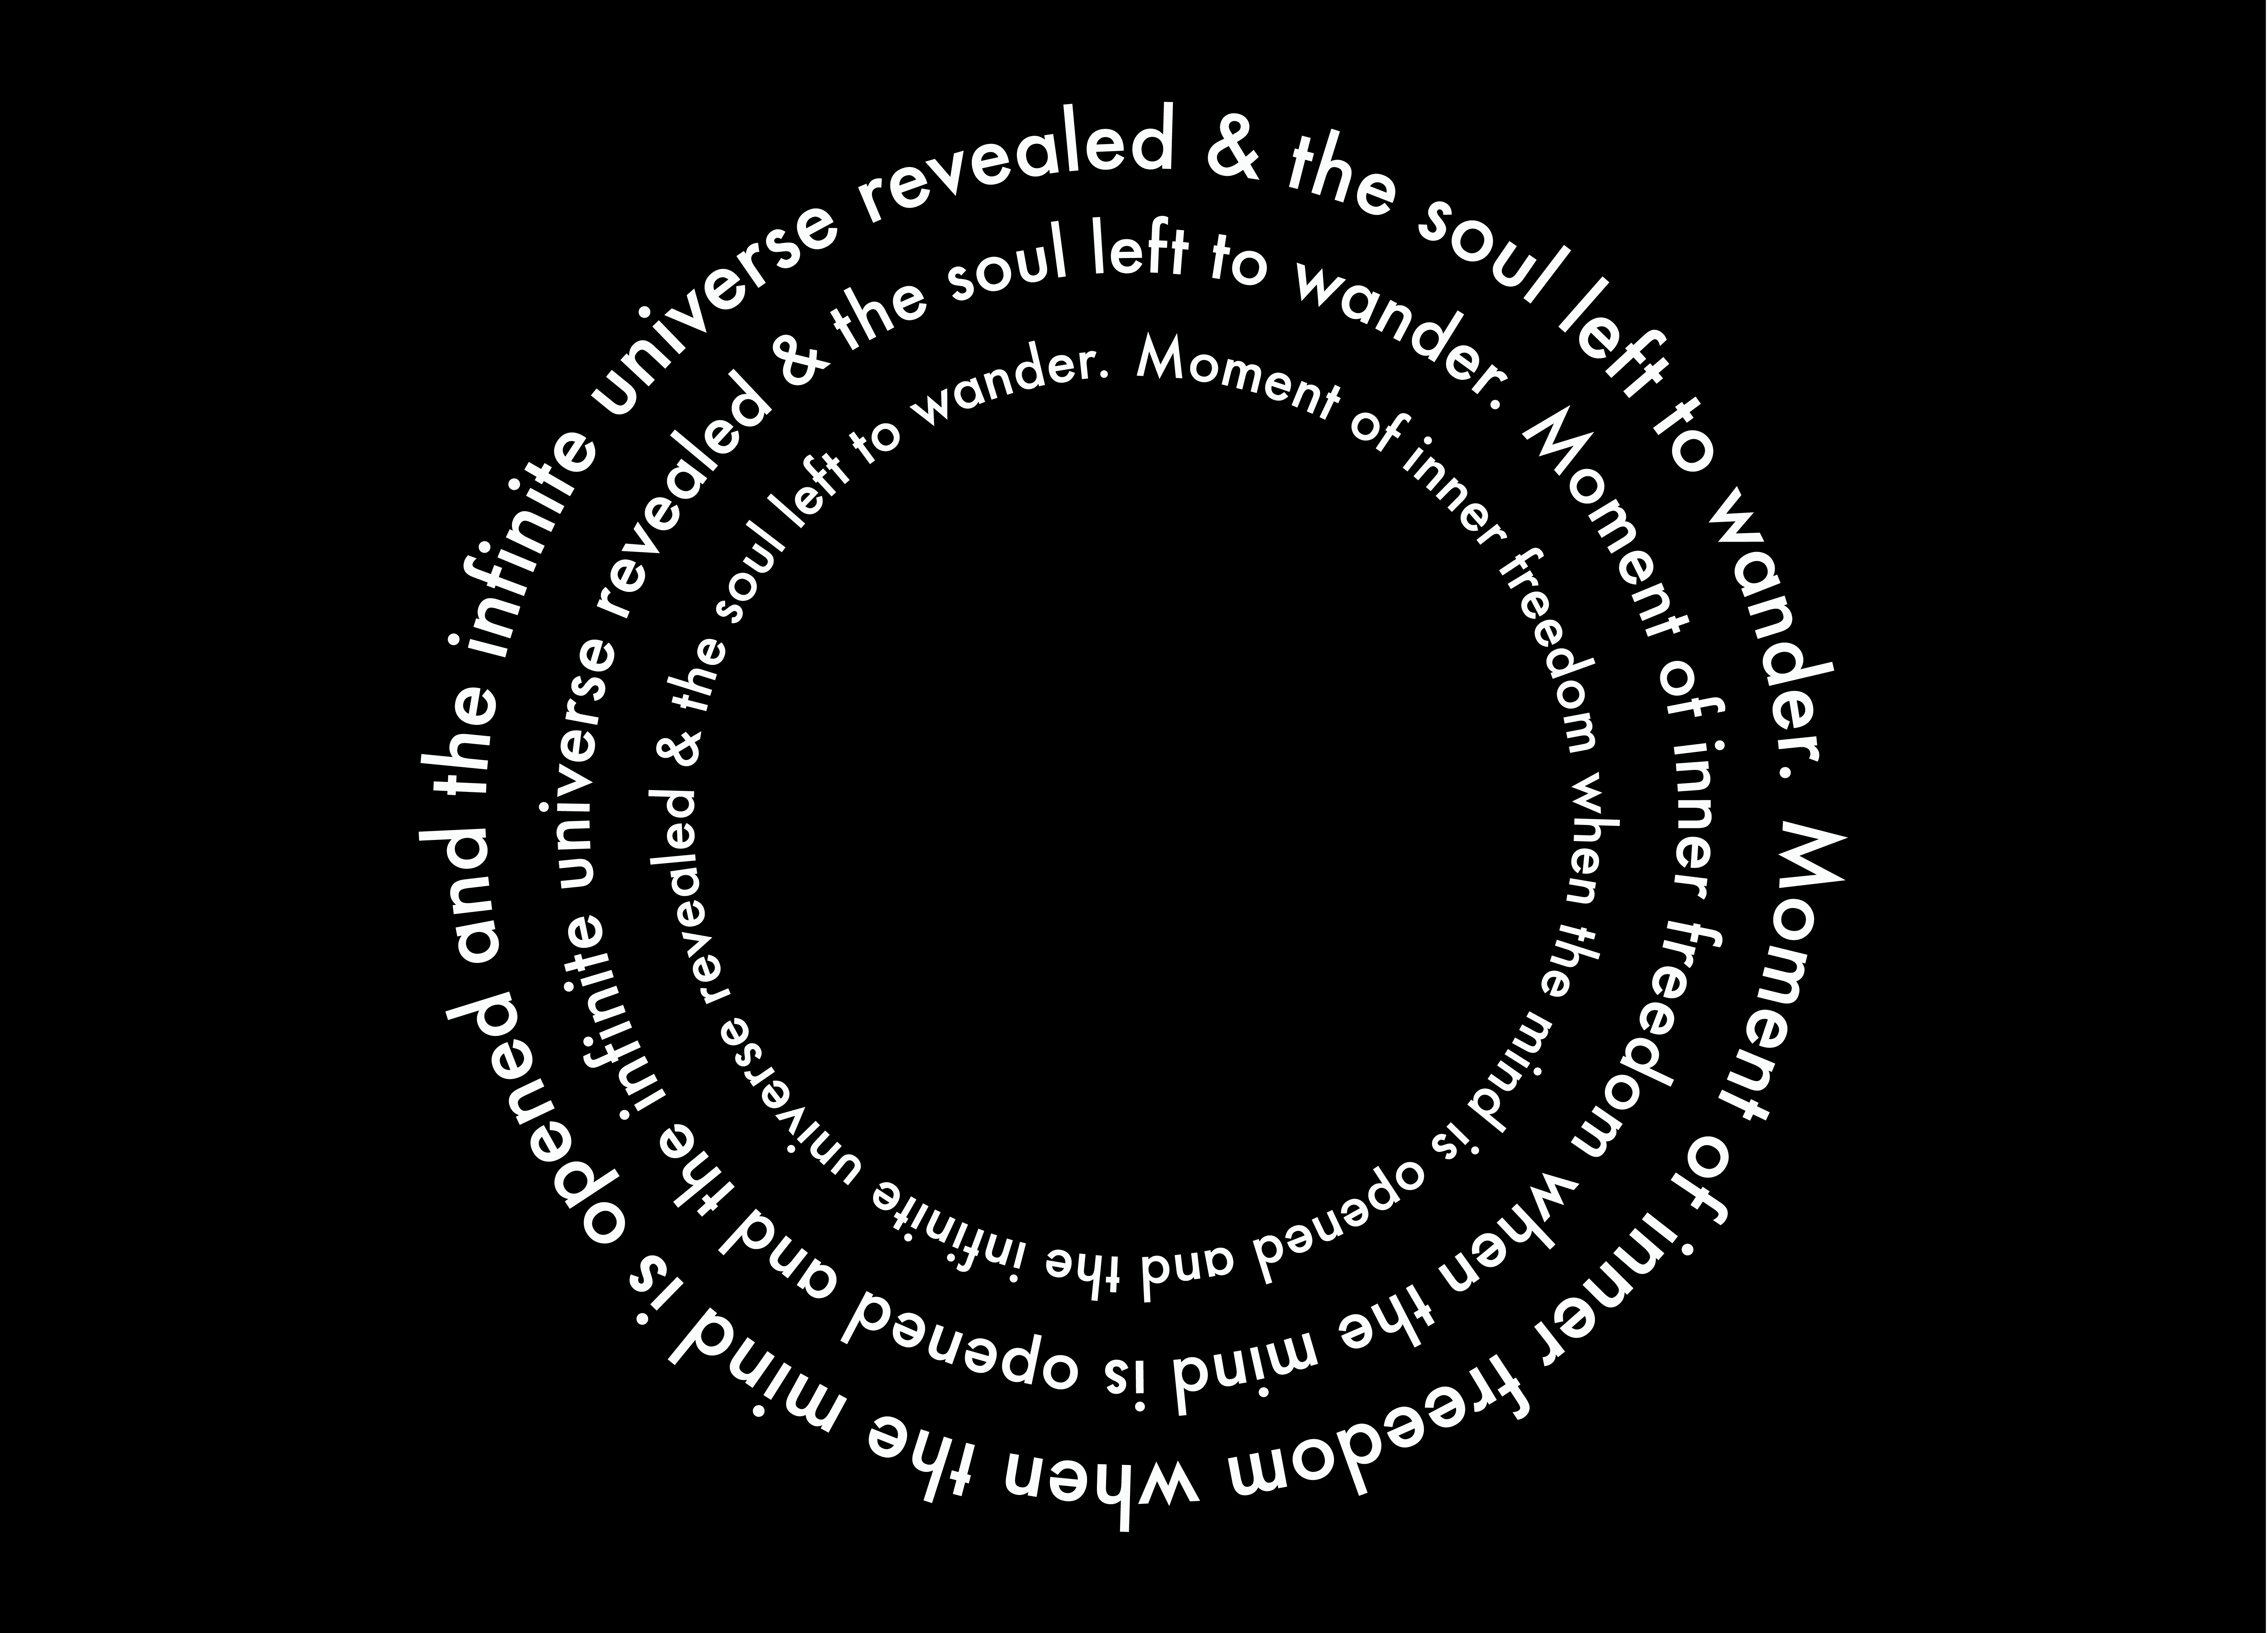 Moment of inner freedom when the mind is opened and the infinite universe revealed & the soul left to wander.
Moment of inner freedom when the mind is opened and the infinite universe revealed & the soul left to wander.
Moment of inner freedom when the mind is opened and the infinite universe revealed & the soul left to wander.